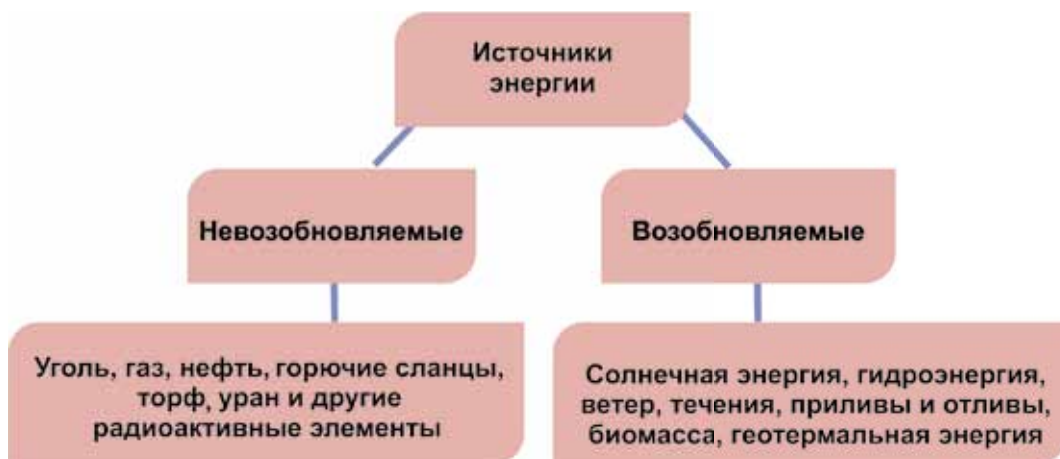 Источники
энергии
Невозобновляемые
Возобновляемые
Уголь, газ, нефть, горючие сланцы,
торф, уран и другие
радиоактивные элементы
Солнечная энергия, гидроэнергия,
ветер, течения, приливы и отливы,
биомасса, геотермальная энергия